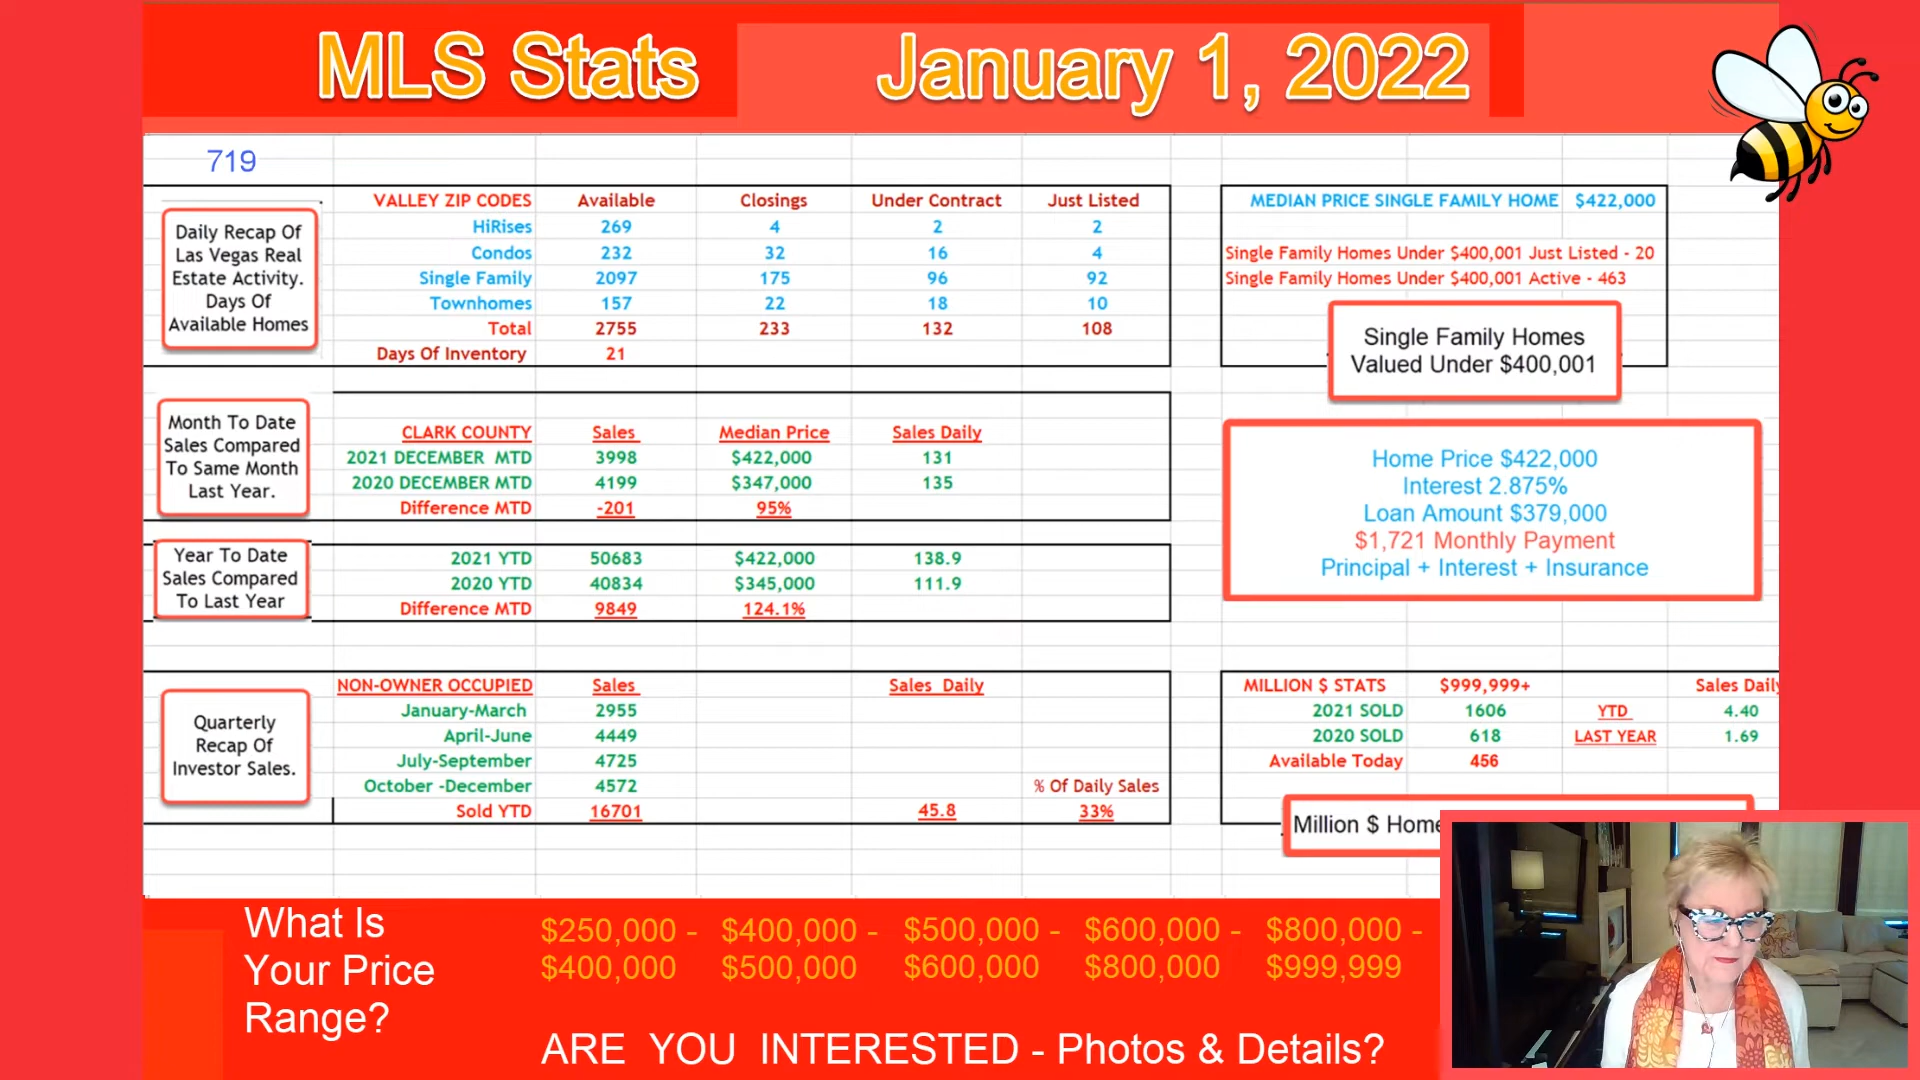 MLS Stats January 1, 2022
719
Daily Recap Of
Las Vegas Real
Estate Activity.
Days Of
Available Homes
VALLEY ZIP CODES Available Closings Under Contract Just Listed
HiRises 269 4 2 2
Condos 232 32 16 4
Single Family 2097 175 96 92
Townhomes 157 22 18 10
Total 2755 233 132 108
Days Of Inventory 21
MEDIAN PRICE SINGLE FAMILY HOME $422,000
Single Family Homes Under $400,001 Just Listed - 20
Single Family Homes Under $400,001 Active - 463
Single Family Homes
Valued Under $400,001
Month To Date
Sales Compared
To Same Month
Last Year.
CLARK COUNTY Sales Median Price Sales Daily
2021 DECEMBER MTD 3998 $422,000 131
2020 DECEMBER MTD 4199 $347,000 135
Difference MTD -201 95%
Home Price $422,000
Interest 2.875%
Loan Amount $379,000
$1,721 Monthly Payment
Principal + Interest + Insurance
Year To Date
Sales Compared
To Last Year
2021 YTD 50683 $422,000 138.9
2020 YTD 40834 $345,000 111.9
Difference MTD 9849 124.1%
Quarterly
Recap Of
Investor Sales.
NON-OWNER OCCUPIED Sales Sales Daily
January-March 2955
April-June 4449
July-September 4725
October -December 4572 % Of Daily Sales
Sold YTD 16701 45.8 33%
MILLION $ STATS $999,999+ Sales Daily
2021 SOLD 1606 YTD 4.40
2020 SOLD 618 LAST YEAR 1.69
Available Today 456
Million $ Home
What Is
Your Price
Range?
$250,000 - $400,000 - $500,000 - $600,000 - $800,000 -
$400,000 $500,000 $600,000 $800,000 $999,999
ARE YOU INTERESTED - Photos & Details?